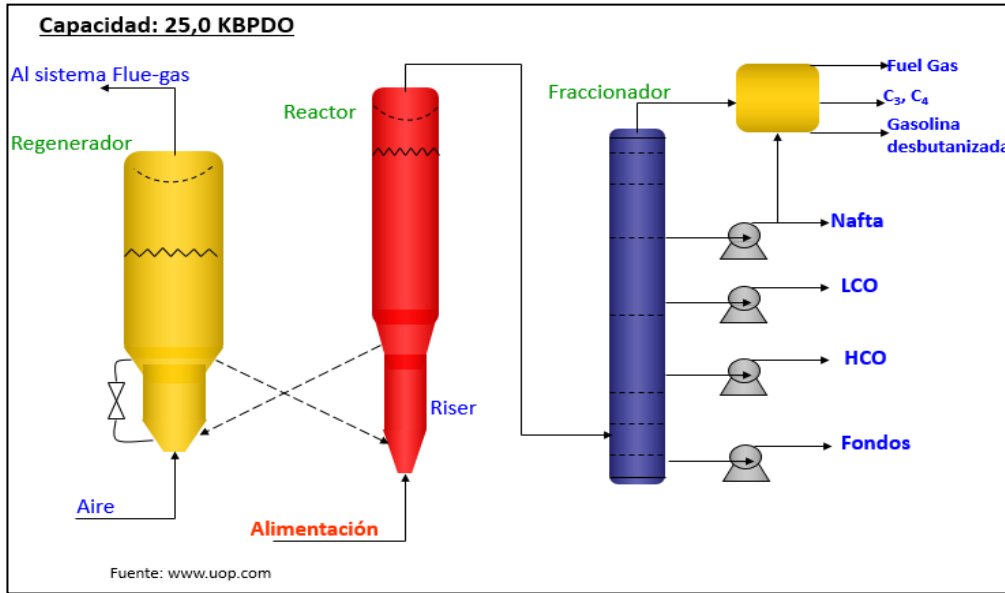 Capacidad: 25,0 KBPDO
Al sistema Flue-gas
Regenerador
Reactor
Fraccionador
Fuel Gas
C₃, C₄
Gasolina
desbutanizada
Nafta
LCO
HCO
Riser
Fondos
Aire
Alimentación
Fuente: www.uop.com